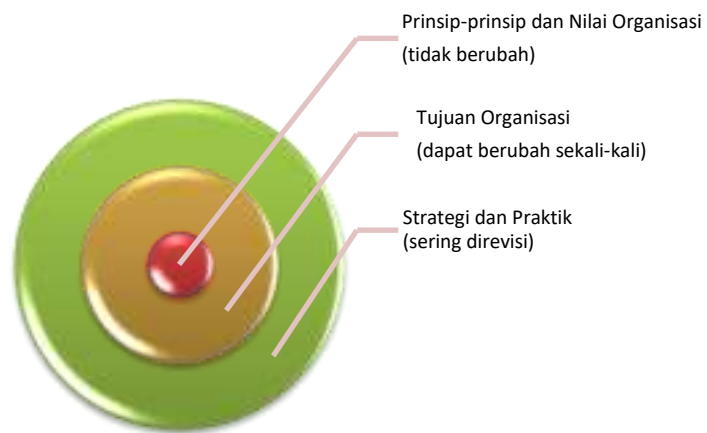 Prinsip-prinsip dan Nilai Organisasi
(tidak berubah)
Tujuan Organisasi
(dapat berubah sekali-kali)
Strategi dan Praktik
(sering direvisi)